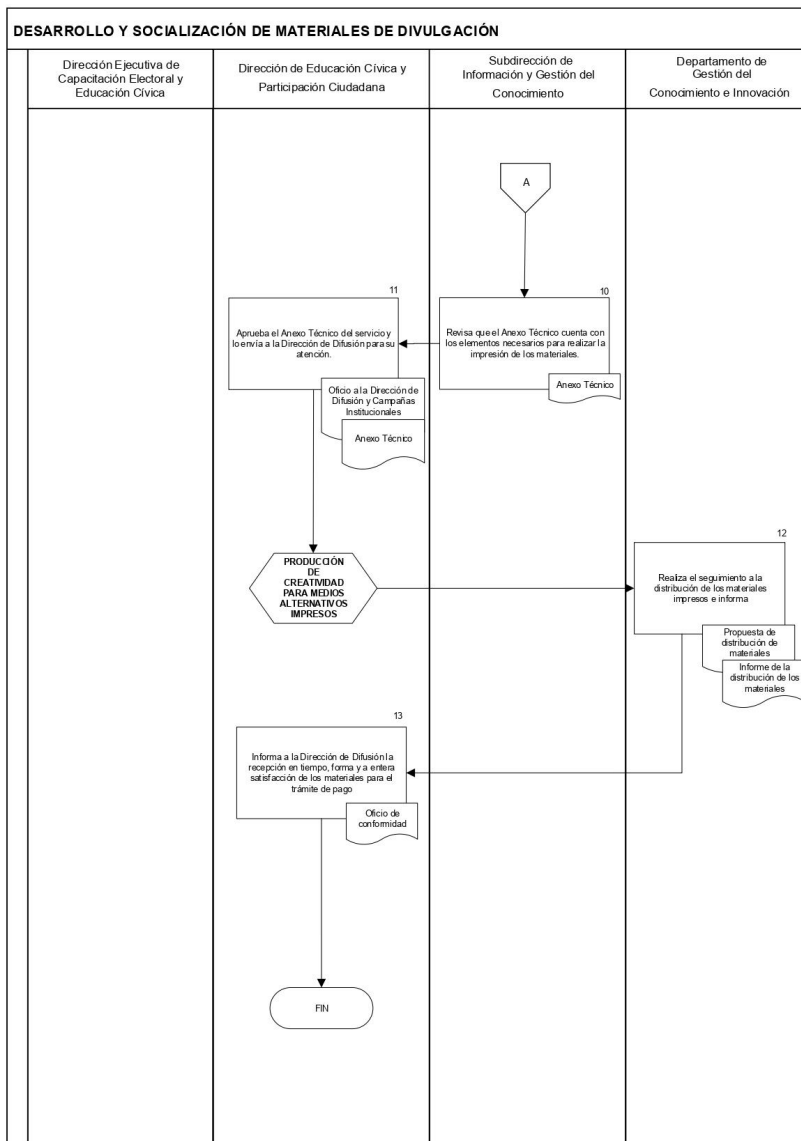 DESARROLLO Y SOCIALIZACIÓN DE MATERIALES DE DIVULGACIÓN
Dirección Ejecutiva de
Capacitación Electoral y
Educación Cívica
Dirección de Educación Cívica y
Participación Ciudadana
Subdirección de
Información y Gestión del
Conocimiento
Departamento de
Gestión del
Conocimiento e Innovación
A
10
Revisa que el Anexo Técnico cuenta con
los elementos necesarios para realizar la
impresión de los materiales.
Anexo Técnico
11
Aprueba el Anexo Técnico del servicio y
lo envía a la Dirección de Difusión para su
atención.
Oficio a la Dirección de
Difusión y Campañas
Institucionales
Anexo Técnico
PRODUCCIÓN
DE
CREATIVIDAD
PARA MEDIOS
ALTERNATIVOS
IMPRESOS
12
Realiza el seguimiento a la
distribución de los materiales
impresos e informa
Propuesta de
distribución de
materiales
Informe de la
distribución de los
materiales
13
Informa a la Dirección de Difusión la
recepción en tiempo, forma y a entera
satisfacción de los materiales para el
trámite de pago
Oficio de
conformidad
FIN